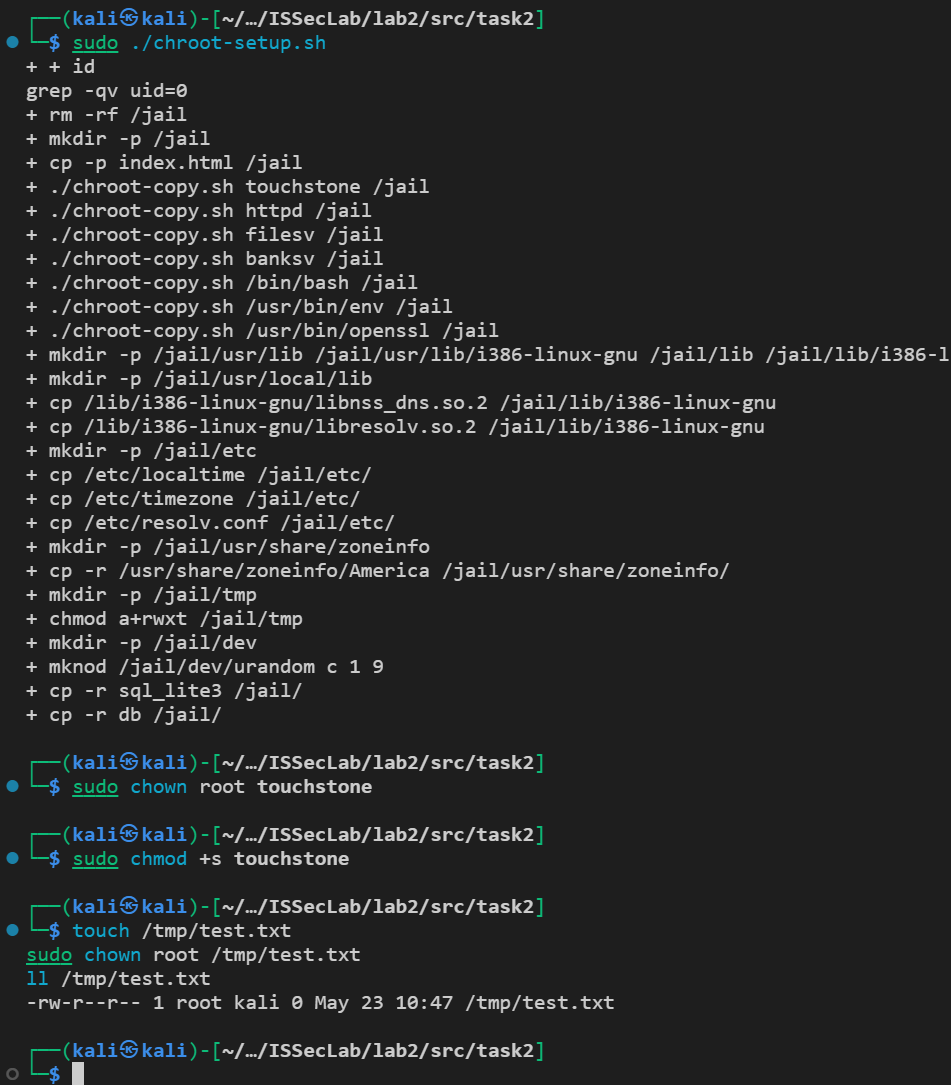 ┌──(kali㉿kali)-[~/…/ISSecLab/lab2/src/task2]
└─$ sudo ./chroot-setup.sh
+ + id
grep -qv uid=0
+ rm -rf /jail
+ mkdir -p /jail
+ cp -p index.html /jail
+ ./chroot-copy.sh touchstone /jail
+ ./chroot-copy.sh httpd /jail
+ ./chroot-copy.sh filesv /jail
+ ./chroot-copy.sh banksv /jail
+ ./chroot-copy.sh /bin/bash /jail
+ ./chroot-copy.sh /usr/bin/env /jail
+ ./chroot-copy.sh /usr/bin/openssl /jail
+ mkdir -p /jail/usr/lib /jail/usr/lib/i386-linux-gnu /jail/lib /jail/lib/i386-l
+ mkdir -p /jail/usr/local/lib
+ cp /lib/i386-linux-gnu/libnss_dns.so.2 /jail/lib/i386-linux-gnu
+ cp /lib/i386-linux-gnu/libresolv.so.2 /jail/lib/i386-linux-gnu
+ mkdir -p /jail/etc
+ cp /etc/localtime /jail/etc/
+ cp /etc/timezone /jail/etc/
+ cp /etc/resolv.conf /jail/etc/
+ mkdir -p /jail/usr/share/zoneinfo
+ cp -r /usr/share/zoneinfo/America /jail/usr/share/zoneinfo/
+ mkdir -p /jail/tmp
+ chmod a+rwxt /jail/tmp
+ mkdir -p /jail/dev
+ mknod /jail/dev/urandom c 1 9
+ cp -r sql_lite3 /jail/
+ cp -r db /jail/
┌──(kali㉿kali)-[~/…/ISSecLab/lab2/src/task2]
└─$ sudo chown root touchstone
┌──(kali㉿kali)-[~/…/ISSecLab/lab2/src/task2]
└─$ sudo chmod +s touchstone
┌──(kali㉿kali)-[~/…/ISSecLab/lab2/src/task2]
└─$ touch /tmp/test.txt
sudo chown root /tmp/test.txt
ll /tmp/test.txt
-rw-r--r-- 1 root kali 0 May 23 10:47 /tmp/test.txt
┌──(kali㉿kali)-[~/…/ISSecLab/lab2/src/task2]
└─$